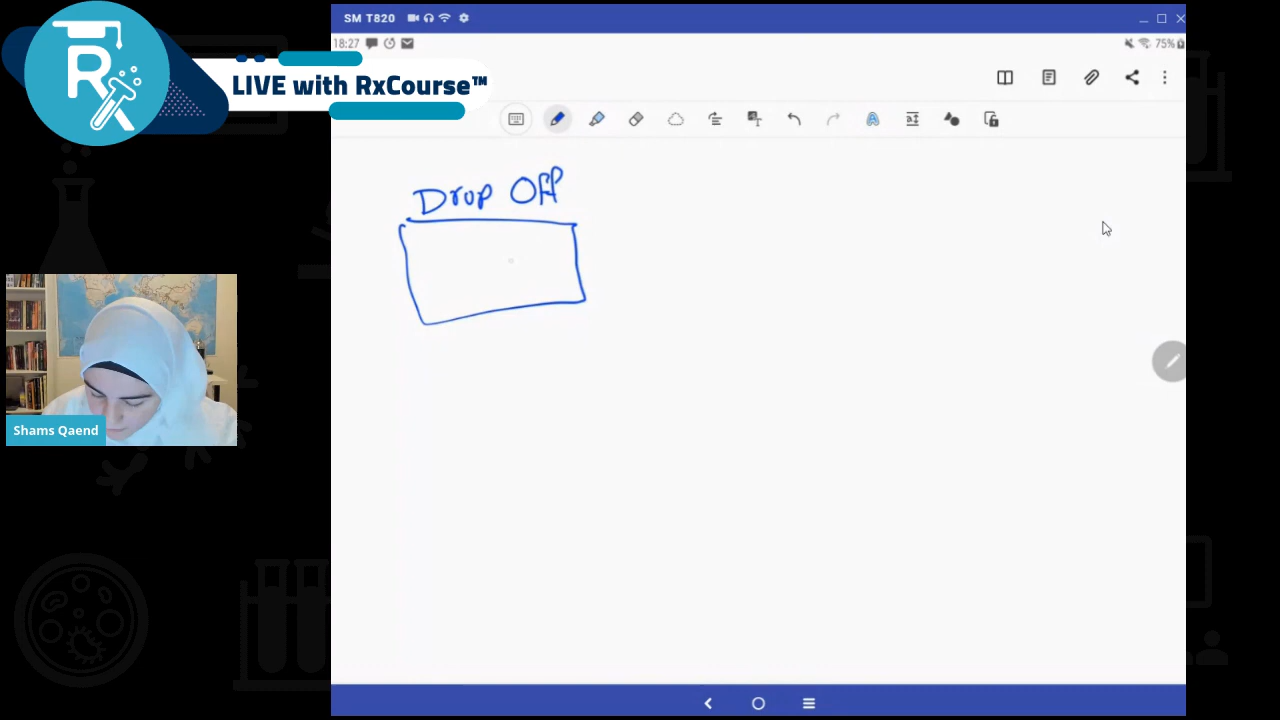 SM T820
18:27
75%
LIVE with RxCourse™
Drop Off
Shams Qaend